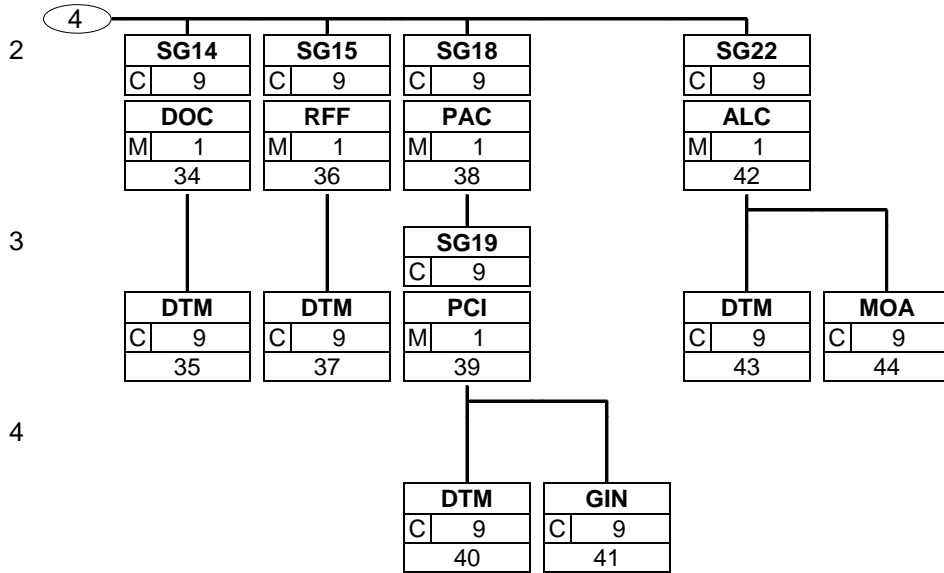 4
2
SG14 SG15 SG18 SG22
C 9 C 9 C 9 C 9
DOC RFF PAC ALC
M 1 M 1 M 1 M 1
34 36 38 42
3
SG19
C 9
DTM DTM PCI DTM MOA
C 9 C 9 M 1 C 9 C 9
35 37 39 43 44
4
DTM GIN
C 9 C 9
40 41